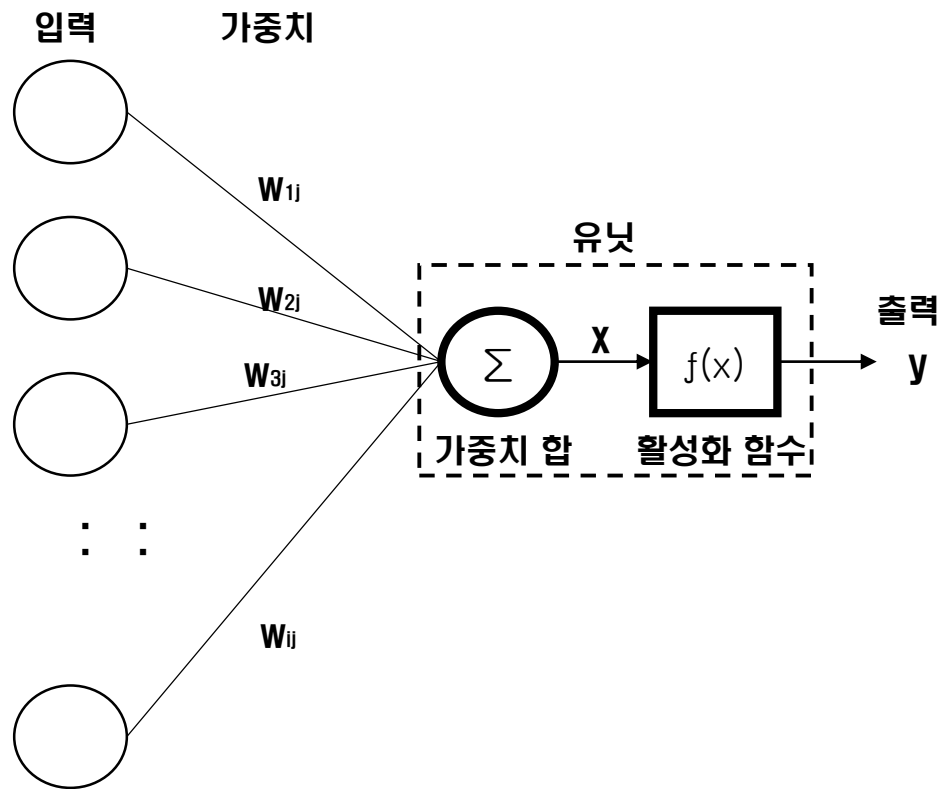 입력 가중치
W1j
유닛
W2j
출력
X
W3j
Σ
f(x)
y
가중치 합 활성화 함수
: :
Wij